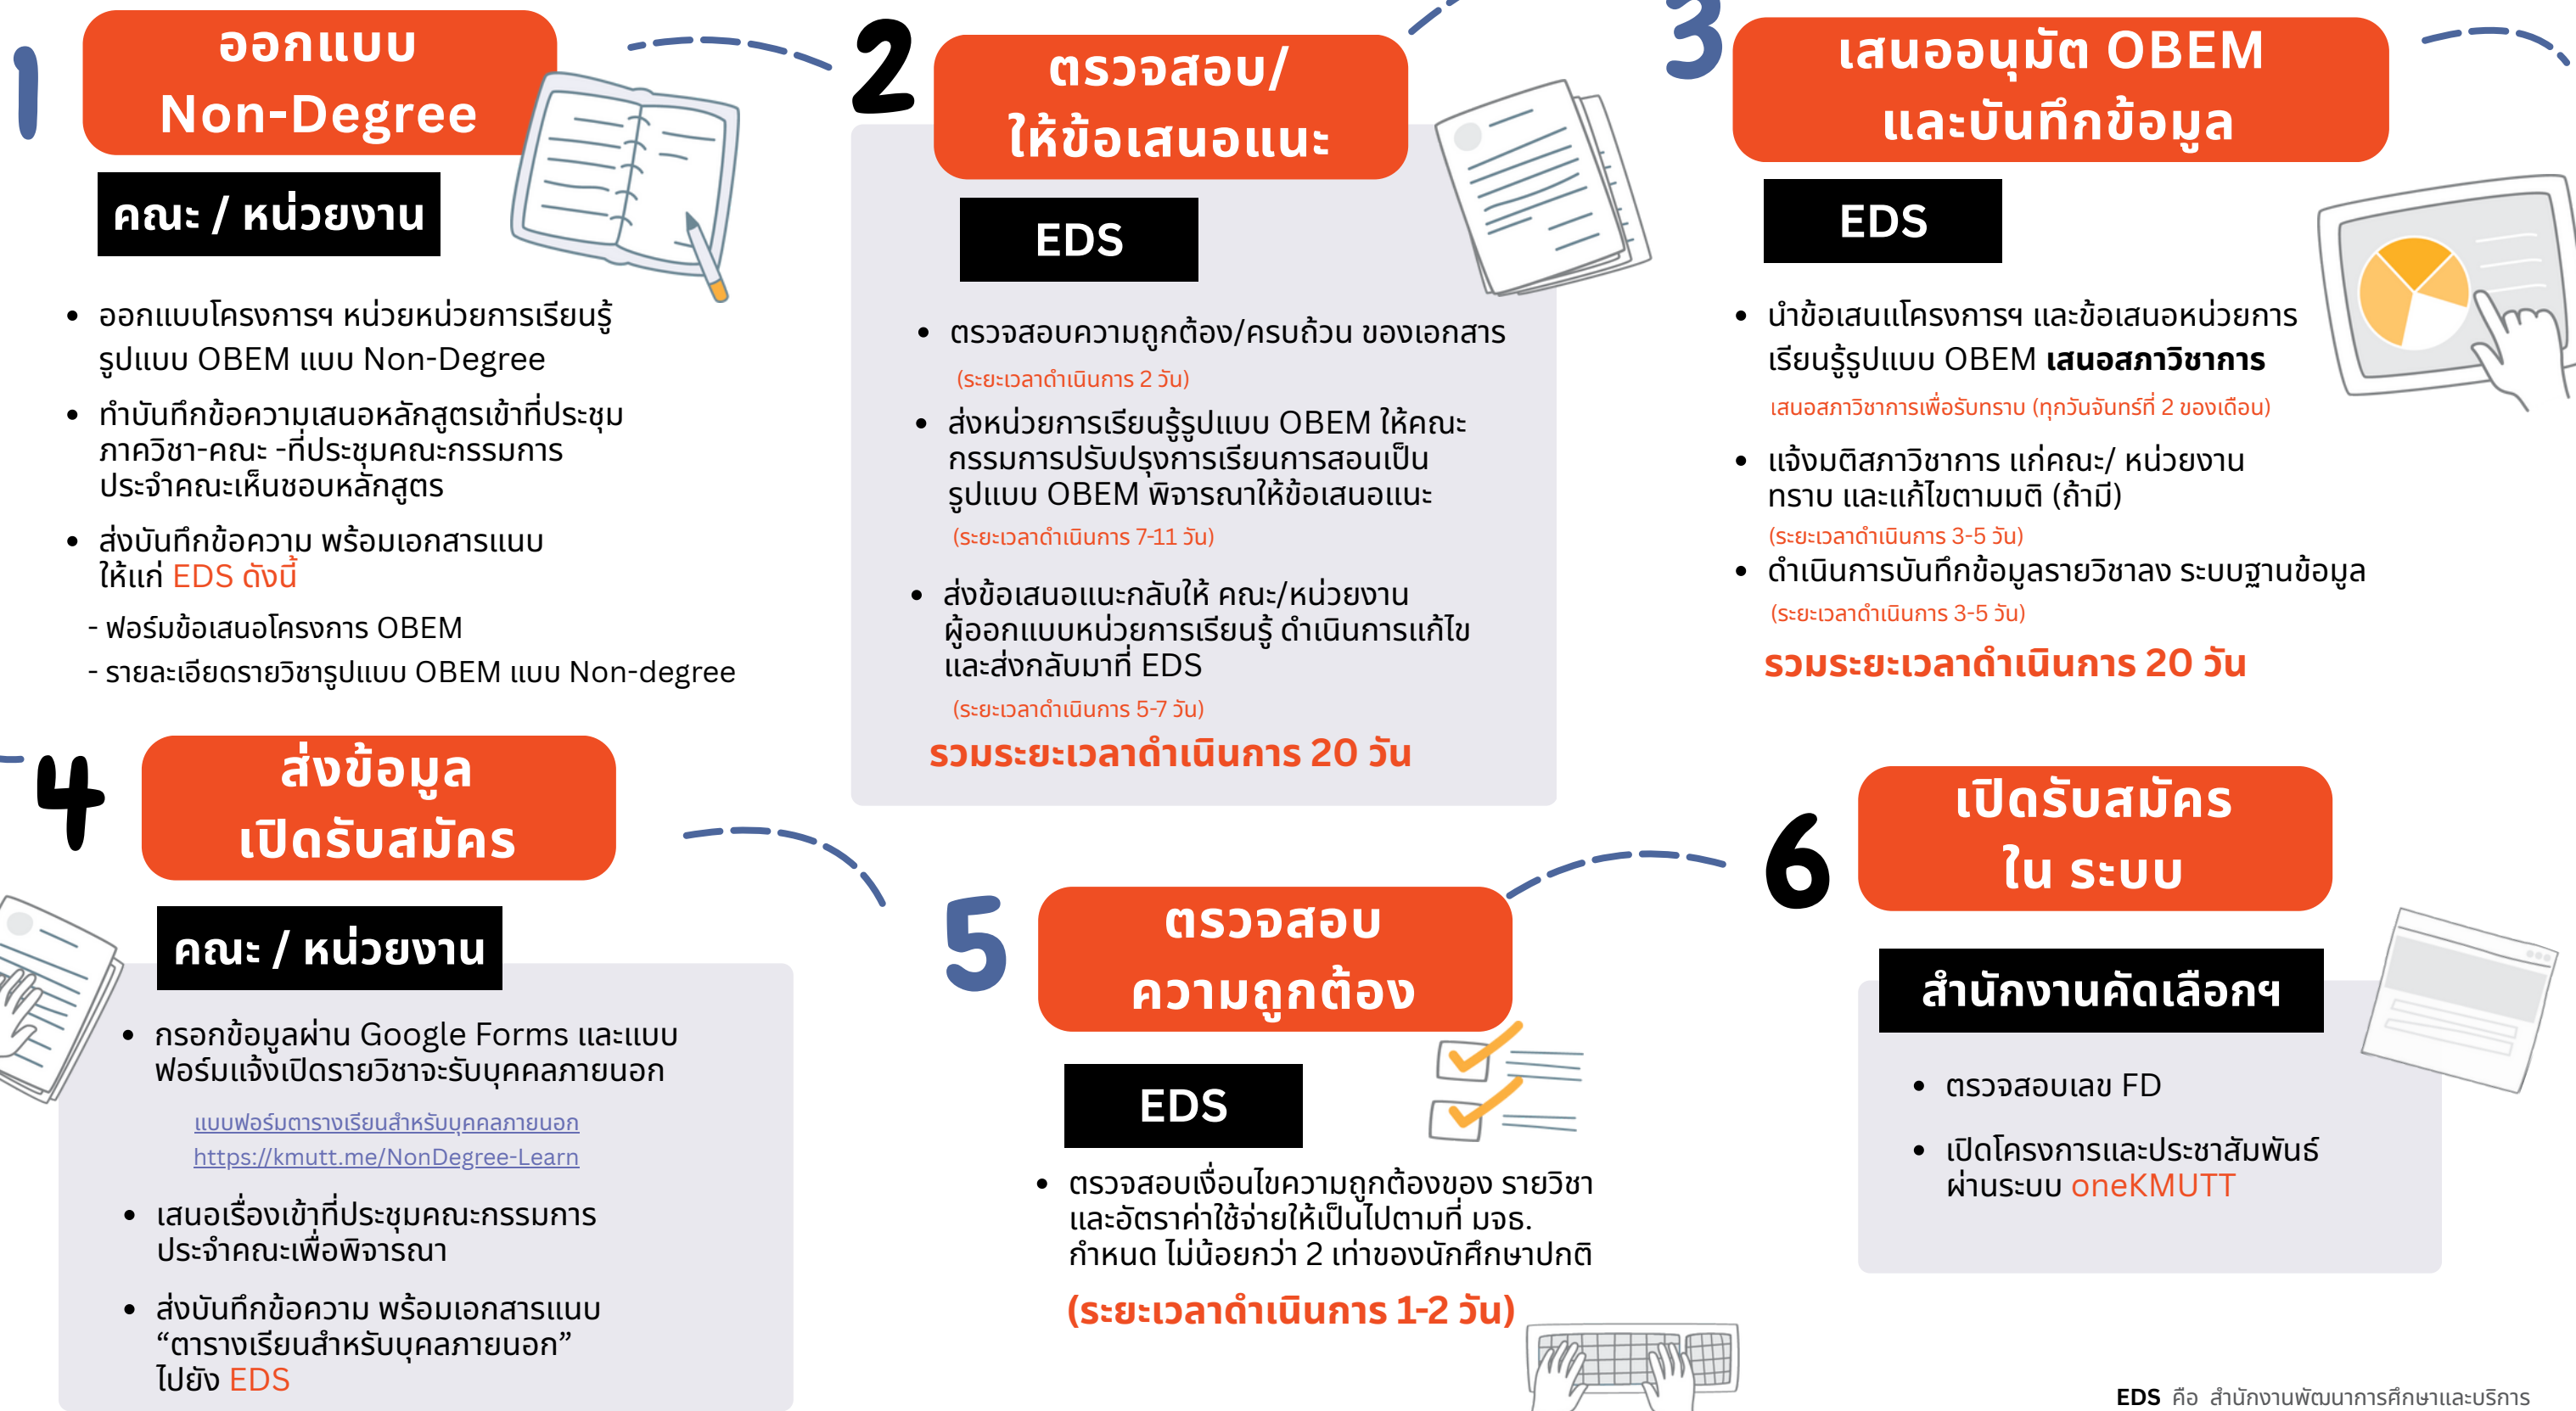 1
ออกแบบ
Non-Degree
คณะ / หน่วยงาน
• ออกแบบโครงการฯ หน่วยหน่วยการเรียนรู้
รูปแบบ OBEM แบบ Non-Degree
• ทำบันทึกข้อความเสนอหลักสูตรเข้าที่ประชุม
ภาควิชา-คณะ -ที่ประชุมคณะกรรมการ
ประจำคณะเห็นชอบหลักสูตร
• ส่งบันทึกข้อความ พร้อมเอกสารแนบ
ให้แก่ EDS ดังนี้
- ฟอร์มข้อเสนอโครงการ OBEM
- รายละเอียดรายวิชารูปแบบ OBEM แบบ Non-degree
2
ตรวจสอบ/
ให้ข้อเสนอแนะ
EDS
• ตรวจสอบความถูกต้อง/ครบถ้วน ของเอกสาร
(ระยะเวลาดำเนินการ 2 วัน)
• ส่งหน่วยการเรียนรู้รูปแบบ OBEM ให้คณะ
กรรมการปรับปรุงการเรียนการสอนเป็น
รูปแบบ OBEM พิจารณาให้ข้อเสนอแนะ
(ระยะเวลาดำเนินการ 7-11 วัน)
• ส่งข้อเสนอแนะกลับให้ คณะ/หน่วยงาน
ผู้ออกแบบหน่วยการเรียนรู้ ดำเนินการแก้ไข
และส่งกลับมาที่ EDS
(ระยะเวลาดำเนินการ 5-7 วัน)
รวมระยะเวลาดำเนินการ 20 วัน
3
เสนออนุมัต OBEM
และบันทึกข้อมูล
EDS
• นำข้อเสนแโครงการฯ และข้อเสนอหน่วยการ
เรียนรู้รูปแบบ OBEM เสนอสภาวิชาการ
เสนอสภาวิชาการเพื่อรับทราบ (ทุกวันจันทร์ที่ 2 ของเดือน)
• แจ้งมติสภาวิชาการ แก่คณะ/ หน่วยงาน
ทราบ และแก้ไขตามมติ (ถ้ามี)
(ระยะเวลาดำเนินการ 3-5 วัน)
• ดำเนินการบันทึกข้อมูลรายวิชาลง ระบบฐานข้อมูล
(ระยะเวลาดำเนินการ 3-5 วัน)
รวมระยะเวลาดำเนินการ 20 วัน
4
ส่งข้อมูล
เปิดรับสมัคร
คณะ / หน่วยงาน
• กรอกข้อมูลผ่าน Google Forms และแบบ
ฟอร์มแจ้งเปิดรายวิชาจะรับบุคคลภายนอก
แบบฟอร์มตารางเรียนสำหรับบุคคลภายนอก
https://kmutt.me/NonDegree-Learn
• เสนอเรื่องเข้าที่ประชุมคณะกรรมการ
ประจำคณะเพื่อพิจารณา
• ส่งบันทึกข้อความ พร้อมเอกสารแนบ
“ตารางเรียนสำหรับบุคลภายนอก”
ไปยัง EDS
5
ตรวจสอบ
ความถูกต้อง
EDS
• ตรวจสอบเงื่อนไขความถูกต้องของ รายวิชา
และอัตราค่าใช้จ่ายให้เป็นไปตามที่ มจธ.
กำหนด ไม่น้อยกว่า 2 เท่าของนักศึกษาปกติ
(ระยะเวลาดำเนินการ 1-2 วัน)
6
เปิดรับสมัคร
ใน ระบบ
สำนักงานคัดเลือกฯ
• ตรวจสอบเลข FD
• เปิดโครงการและประชาสัมพันธ์
ผ่านระบบ oneKMUTT
EDS คือ สำนักงานพัฒนาการศึกษาและบริการ